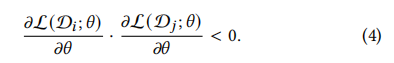 ∂ℒ(𝒟ᵢ; θ)/∂θ · ∂ℒ(𝒟ⱼ; θ)/∂θ < 0. (4)